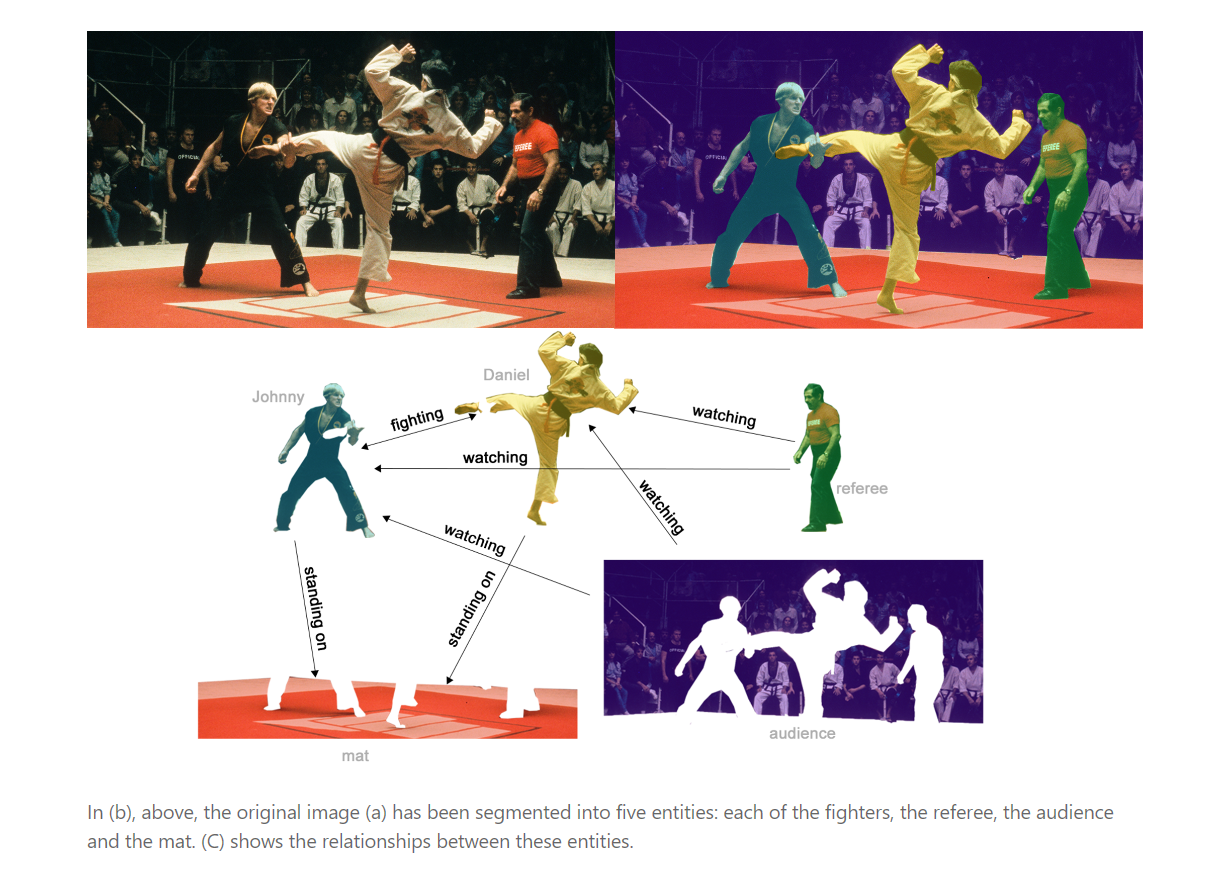 OFFICIAL
REFEREE
OFFICIAL
REFEREE
Daniel
Johnny
fighting
watching
watching
referee
watching
watching
standing on
standing on
audience
mat
In (b), above, the original image (a) has been segmented into five entities: each of the fighters, the referee, the audience
and the mat. (C) shows the relationships between these entities.